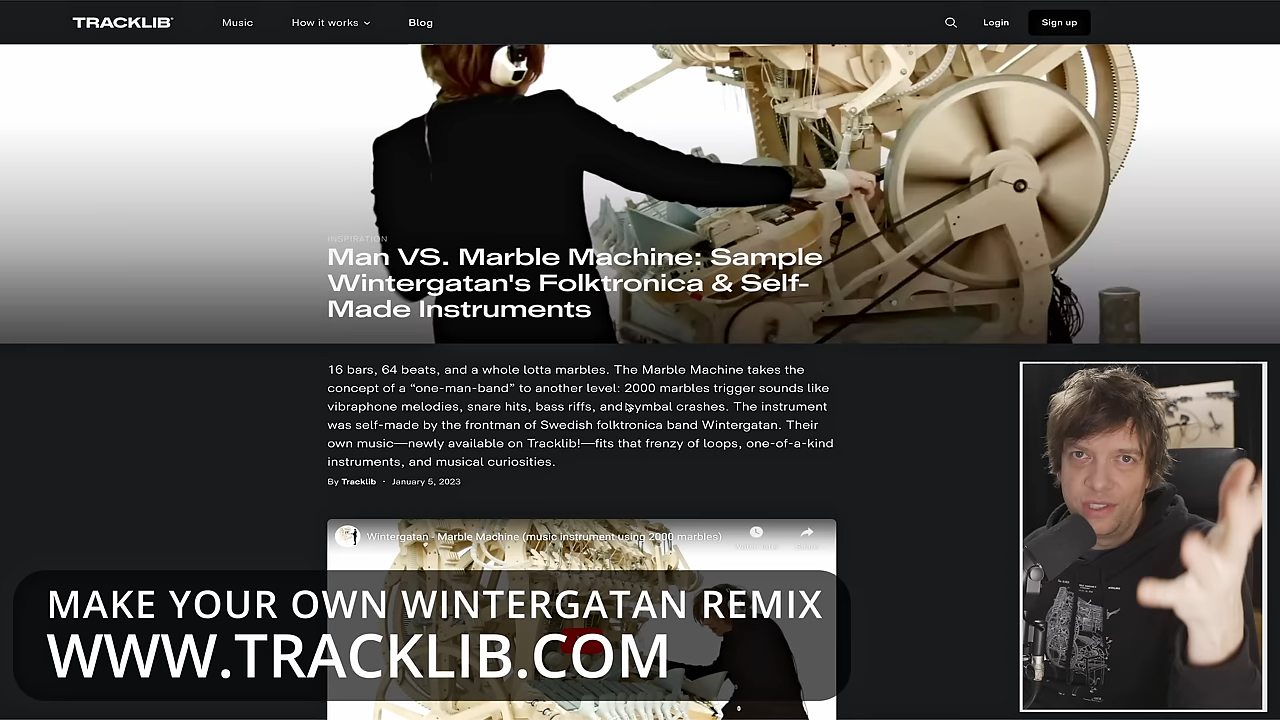 TRACKLIB
Music
How it works
Blog
Login
Sign up
INSPIRATION
Man VS. Marble Machine: Sample
Wintergatan's Folktronica & Self-
Made Instruments
16 bars, 64 beats, and a whole lotta marbles. The Marble Machine takes the
concept of a “one-man-band” to another level: 2000 marbles trigger sounds like
vibraphone melodies, snare hits, bass riffs, and cymbal crashes. The instrument
was self-made by the frontman of Swedish folktronica band Wintergatan. Their
own music—newly available on Tracklib!—fits that frenzy of loops, one-of-a-kind
instruments, and musical curiosities.
By Tracklib · January 5, 2023
Wintergatan - Marble Machine (music instrument using 2000 marbles)
MAKE YOUR OWN WINTERGATAN REMIX
WWW.TRACKLIB.COM